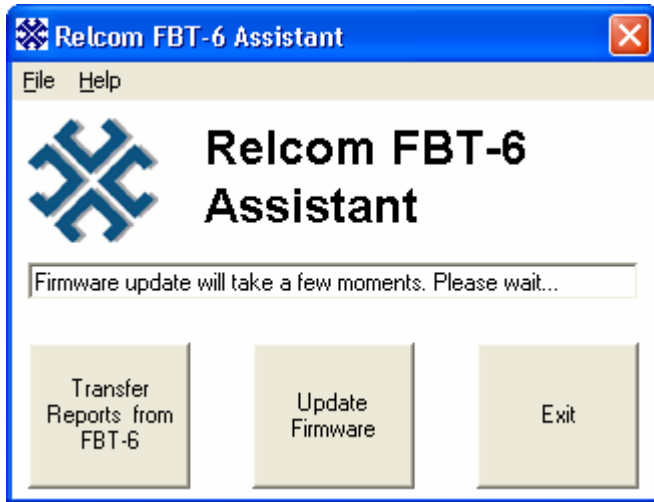 Relcom FBT-6 Assistant
File Help
Relcom FBT-6
Assistant
Firmware update will take a few moments. Please wait...
Transfer
Reports from
FBT-6
Update
Firmware
Exit